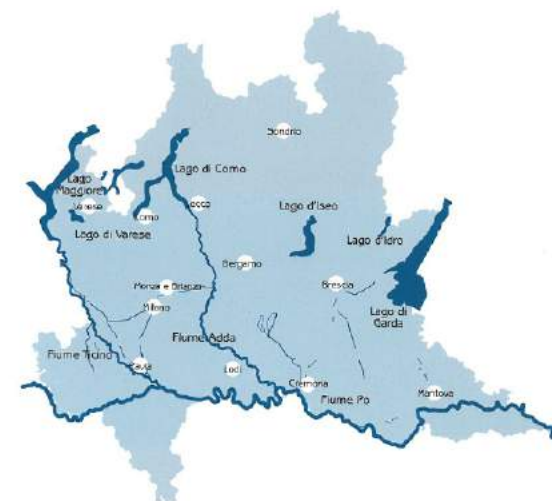 Sondrio
Lago di Como
Lago
Maggiore
Varese
Como
Lecco
Lago d'Iseo
Lago di Varese
Lago d'Idro
Bergamo
Brescia
Monza e Brianza
Milano
Lago di
Garda
Fiume Adda
Fiume Ticino
Pavia
Lodi
Cremona
Fiume Po
Mantova